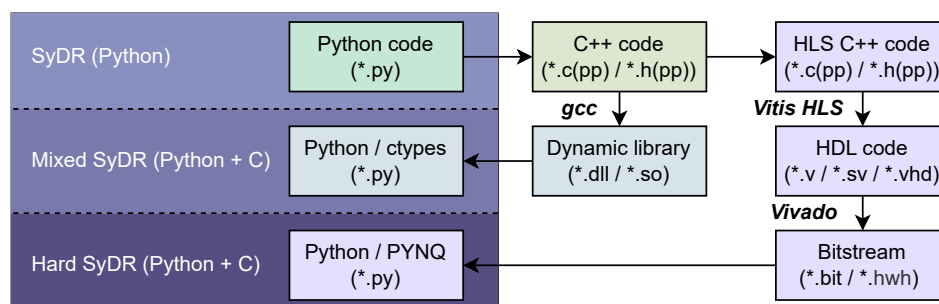 SyDR (Python)
Python code
(*.py)
C++ code
(*.c(pp) / *.h(pp))
HLS C++ code
(*.c(pp) / *.h(pp))
gcc
Vitis HLS
Mixed SyDR (Python + C)
Python / ctypes
(*.py)
Dynamic library
(*.dll / *.so)
HDL code
(*.v / *.sv / *.vhd)
Vivado
Hard SyDR (Python + C)
Python / PYNQ
(*.py)
Bitstream
(*.bit / *.hwh)